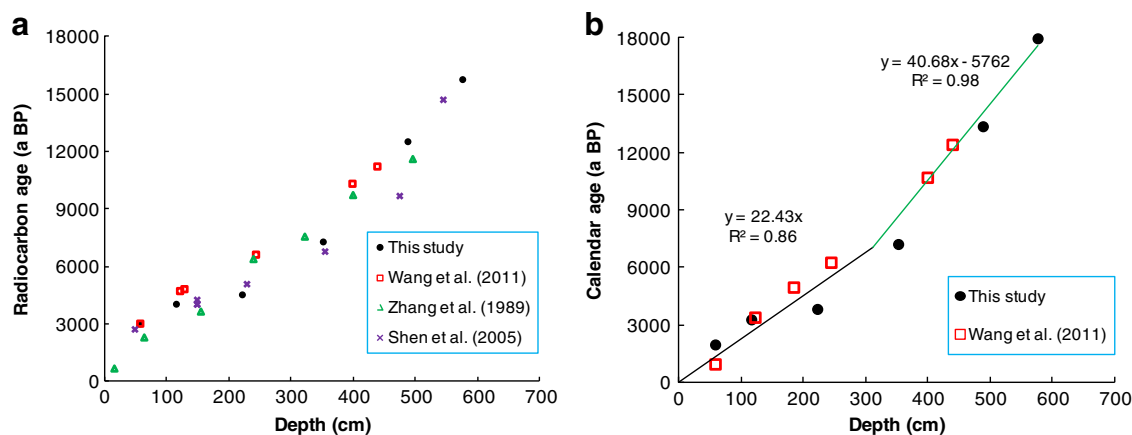 a
18000
15000
12000
9000
6000
3000
0
Radiocarbon age (a BP)
0 100 200 300 400 500 600 700
Depth (cm)
This study
Wang et al. (2011)
Zhang et al. (1989)
Shen et al. (2005)
b
18000
15000
12000
9000
6000
3000
0
Calendar age (a BP)
0 100 200 300 400 500 600 700
Depth (cm)
y = 40.68x - 5762
R² = 0.98
y = 22.43x
R² = 0.86
This study
Wang et al. (2011)